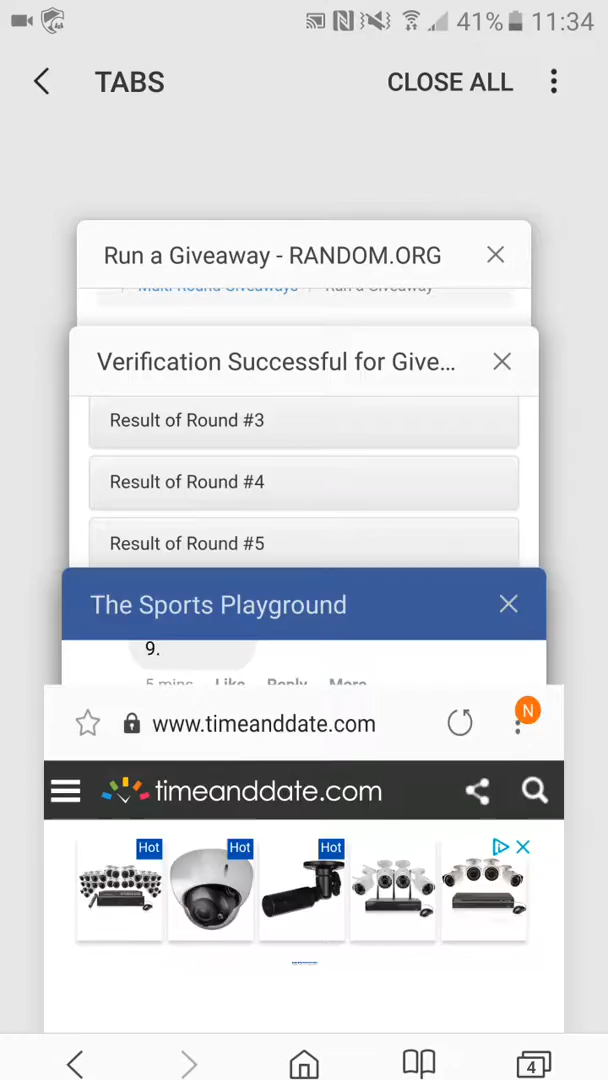 41% 11:34
TABS CLOSE ALL
Run a Giveaway - RANDOM.ORG
Multi-Round Giveaways Run a Giveaway
Verification Successful for Give...
Result of Round #3
Result of Round #4
Result of Round #5
The Sports Playground
9.
5 mins Like Reply More
www.timeanddate.com
N
timeanddate.com
Hot Hot Hot
4